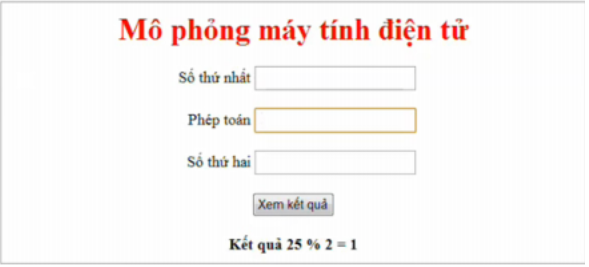 Mô phỏng máy tính điện tử
Số thứ nhất
Phép toán
Số thứ hai
Xem kết quả
Kết quả 25 % 2 = 1